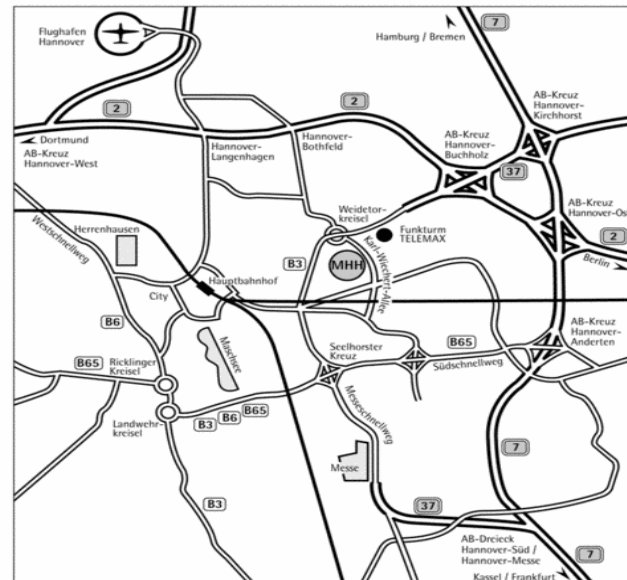 7
Flughafen
Hannover
Hamburg / Bremen
AB-Kreuz
Hannover-
Kirchhorst
2
2
Dortmund
AB-Kreuz
Hannover-West
Hannover-
Langenhagen
Hannover-
Bothfeld
AB-Kreuz
Hannover-
Buchholz
37
Weidetor-
kreisel
AB-Kreuz
Hannover-Os
Westschnellweg
Herrenhausen
Funkturm
TELEMAX
2
Berlin
B3
MHH
Karl-Wiechert-Allee
Hauptbahnhof
City
B6
Maschsee
B65
AB-Kreuz
Hannover-
Anderten
B65
Ricklinger
Kreisel
Seelhorster
Kreuz
Südschnellweg
Landwehr-
kreisel
B3
B6
B65
Messeschnellweg
7
Messe
B3
37
AB-Dreieck
Hannover-Süd /
Hannover-Messe
7
Kassel / Frankfurt